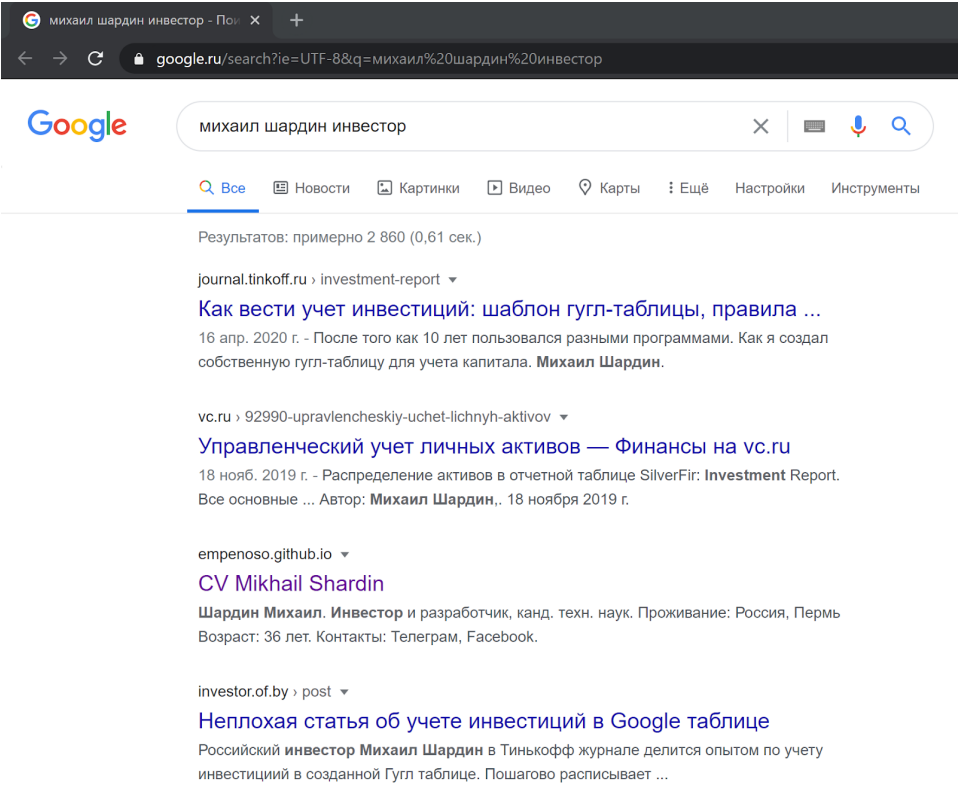 михаил шардин инвестор - Пои
google.ru/search?ie=UTF-8&q=михаил%20шардин%20инвестор
Google
михаил шардин инвестор
Все Новости Картинки Видео Карты Ещё Настройки Инструменты
Результатов: примерно 2 860 (0,61 сек.)
journal.tinkoff.ru › investment-report
Как вести учет инвестиций: шаблон гугл-таблицы, правила ...
16 апр. 2020 г. - После того как 10 лет пользовался разными программами. Как я создал
собственную гугл-таблицу для учета капитала. Михаил Шардин.
vc.ru › 92990-upravlencheskiy-uchet-lichnyh-aktivov
Управленческий учет личных активов — Финансы на vc.ru
18 нояб. 2019 г. - Распределение активов в отчетной таблице SilverFir: Investment Report.
Все основные ... Автор: Михаил Шардин,. 18 ноября 2019 г.
empenoso.github.io
CV Mikhail Shardin
Шардин Михаил. Инвестор и разработчик, канд. техн. наук. Проживание: Россия, Пермь
Возраст: 36 лет. Контакты: Телеграм, Facebook.
investor.of.by › post
Неплохая статья об учете инвестиций в Google таблице
Российский инвестор Михаил Шардин в Тинькофф журнале делится опытом по учету
инвестициий в созданной Гугл таблице. Пошагово расписывает ...